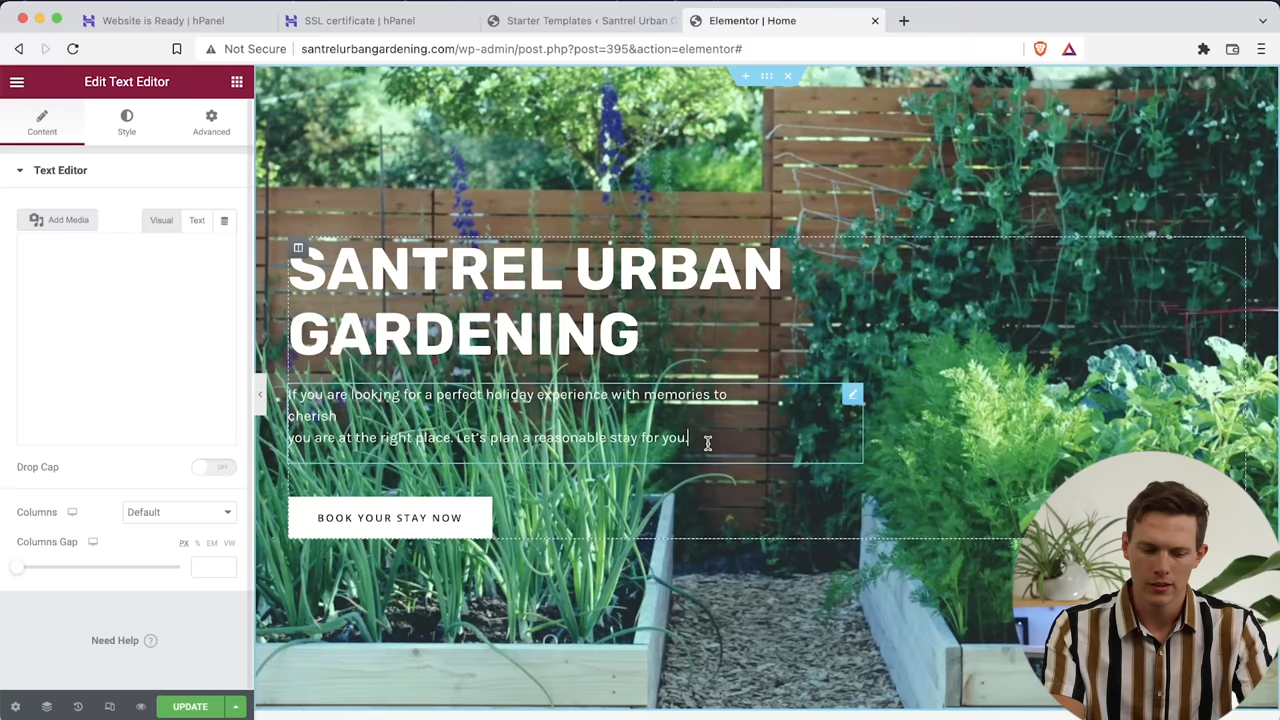 Website is Ready | hPanel
SSL certificate | hPanel
Starter Templates ‹ Santrel Urban G
Elementor | Home
Not Secure
santrelurbangardening.com/wp-admin/post.php?post=395&action=elementor#
Edit Text Editor
Content
Style
Advanced
Text Editor
Add Media
Visual
Text
Drop Cap
OFF
Columns
Default
Columns Gap
PX % EM VW
Need Help ?
UPDATE
SANTREL URBAN
GARDENING
If you are looking for a perfect holiday experience with memories to
cherish
you are at the right place. Let's plan a reasonable stay for you.
BOOK YOUR STAY NOW